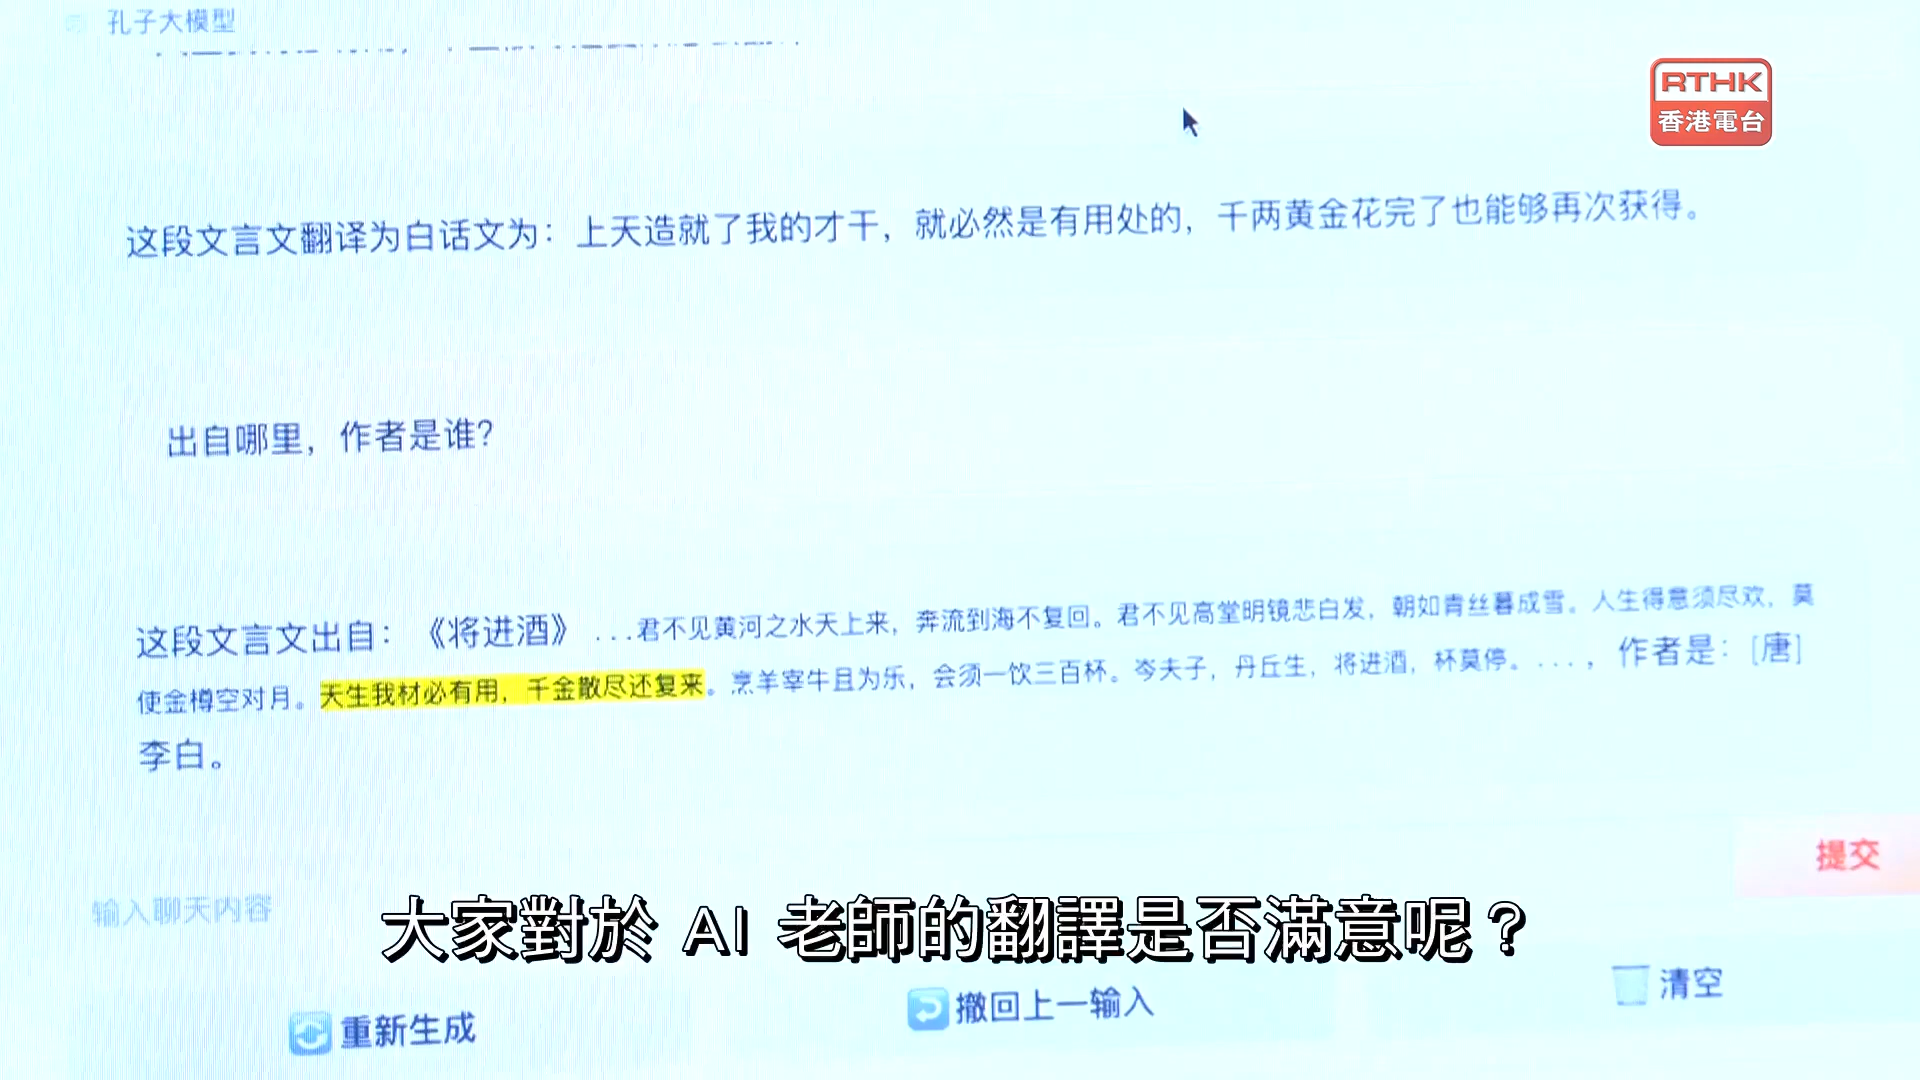 孔子大模型
RTHK
香港電台
这段文言文翻译为白话文为：上天造就了我的才干，就必然是有用处的，千两黄金花完了也能够再次获得。
出自哪里，作者是谁？
这段文言文出自：《将进酒》 ...君不见黄河之水天上来，奔流到海不复回。君不见高堂明镜悲白发，朝如青丝暮成雪。人生得意须尽欢，莫
使金樽空对月。天生我材必有用，千金散尽还复来。烹羊宰牛且为乐，会须一饮三百杯。岑夫子，丹丘生，将进酒，杯莫停。...，作者是：[唐]
李白。
提交
输入聊天内容
大家對於 AI 老師的翻譯是否滿意呢？
重新生成
撤回上一输入
清空